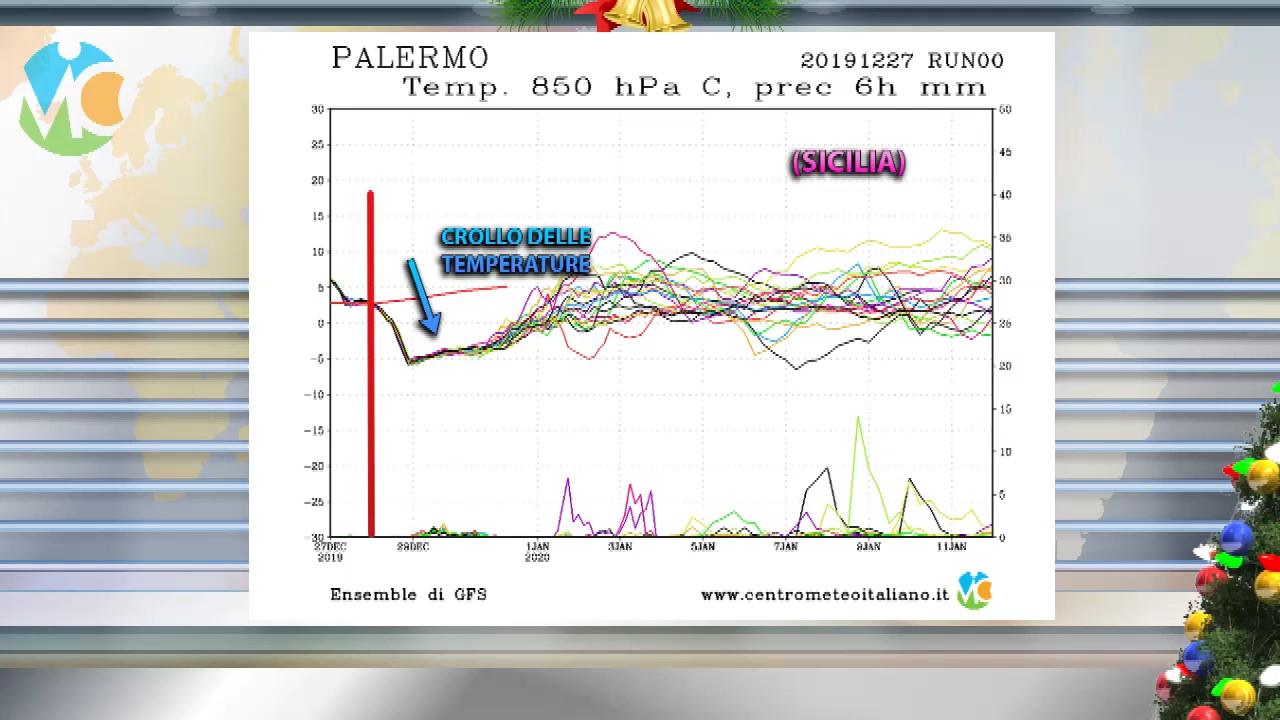 PALERMO
20191227 RUN00
Temp. 850 hPa C, prec 6h mm
(SICILIA)
CROLLO DELLE
TEMPERATURE
30
25
20
15
10
5
0
-5
-10
-15
-20
-25
-30
50
45
40
35
30
25
20
15
10
5
0
27DEC 29DEC 1JAN 3JAN 5JAN 7JAN 9JAN 11JAN
2019 2020
Ensemble di GFS
www.centrometeoitaliano.it
MC